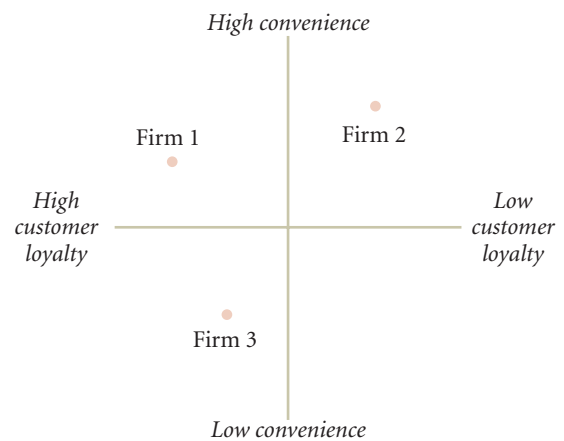 High convenience
Firm 1
Firm 2
High
customer
loyalty
Low
customer
loyalty
Firm 3
Low convenience